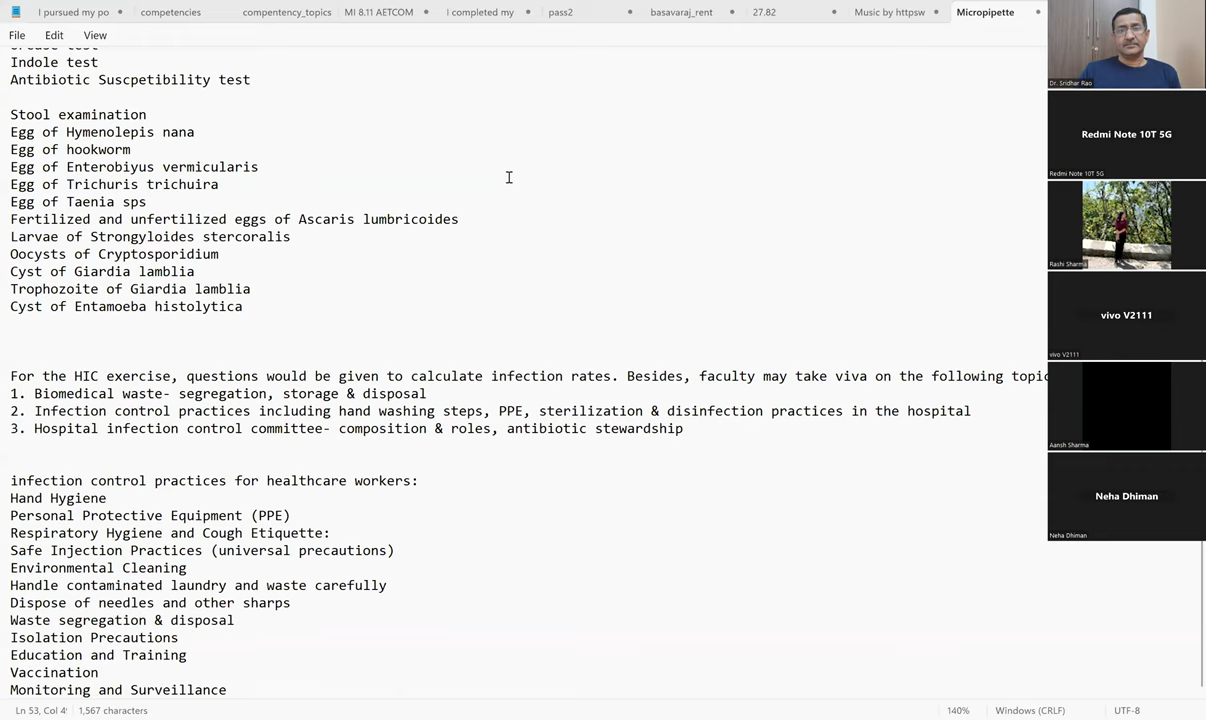 I pursued my po
competencies
compentency_topics
MI 8.11 AETCOM
I completed my
pass2
basavaraj_rent
27.82
Music by httpsw
Micropipette
File
Edit
View
Indole test
Antibiotic Suscpetibility test
Stool examination
Egg of Hymenolepis nana
Egg of hookworm
Egg of Enterobiyus vermicularis
Egg of Trichuris trichuira
Egg of Taenia sps
Fertilized and unfertilized eggs of Ascaris lumbricoides
Larvae of Strongyloides stercoralis
Oocysts of Cryptosporidium
Cyst of Giardia lamblia
Trophozoite of Giardia lamblia
Cyst of Entamoeba histolytica
For the HIC exercise, questions would be given to calculate infection rates. Besides, faculty may take viva on the following topic
1. Biomedical waste- segregation, storage & disposal
2. Infection control practices including hand washing steps, PPE, sterilization & disinfection practices in the hospital
3. Hospital infection control committee- composition & roles, antibiotic stewardship
infection control practices for healthcare workers:
Hand Hygiene
Personal Protective Equipment (PPE)
Respiratory Hygiene and Cough Etiquette:
Safe Injection Practices (universal precautions)
Environmental Cleaning
Handle contaminated laundry and waste carefully
Dispose of needles and other sharps
Waste segregation & disposal
Isolation Precautions
Education and Training
Vaccination
Monitoring and Surveillance
Ln 53, Col 4
1,567 characters
140%
Windows (CRLF)
UTF-8
Dr. Sridhar Rao
Redmi Note 10T 5G
Redmi Note 10T 5G
Rashi Sharma
vivo V2111
vivo V2111
Aansh Sharma
Neha Dhiman
Neha Dhiman